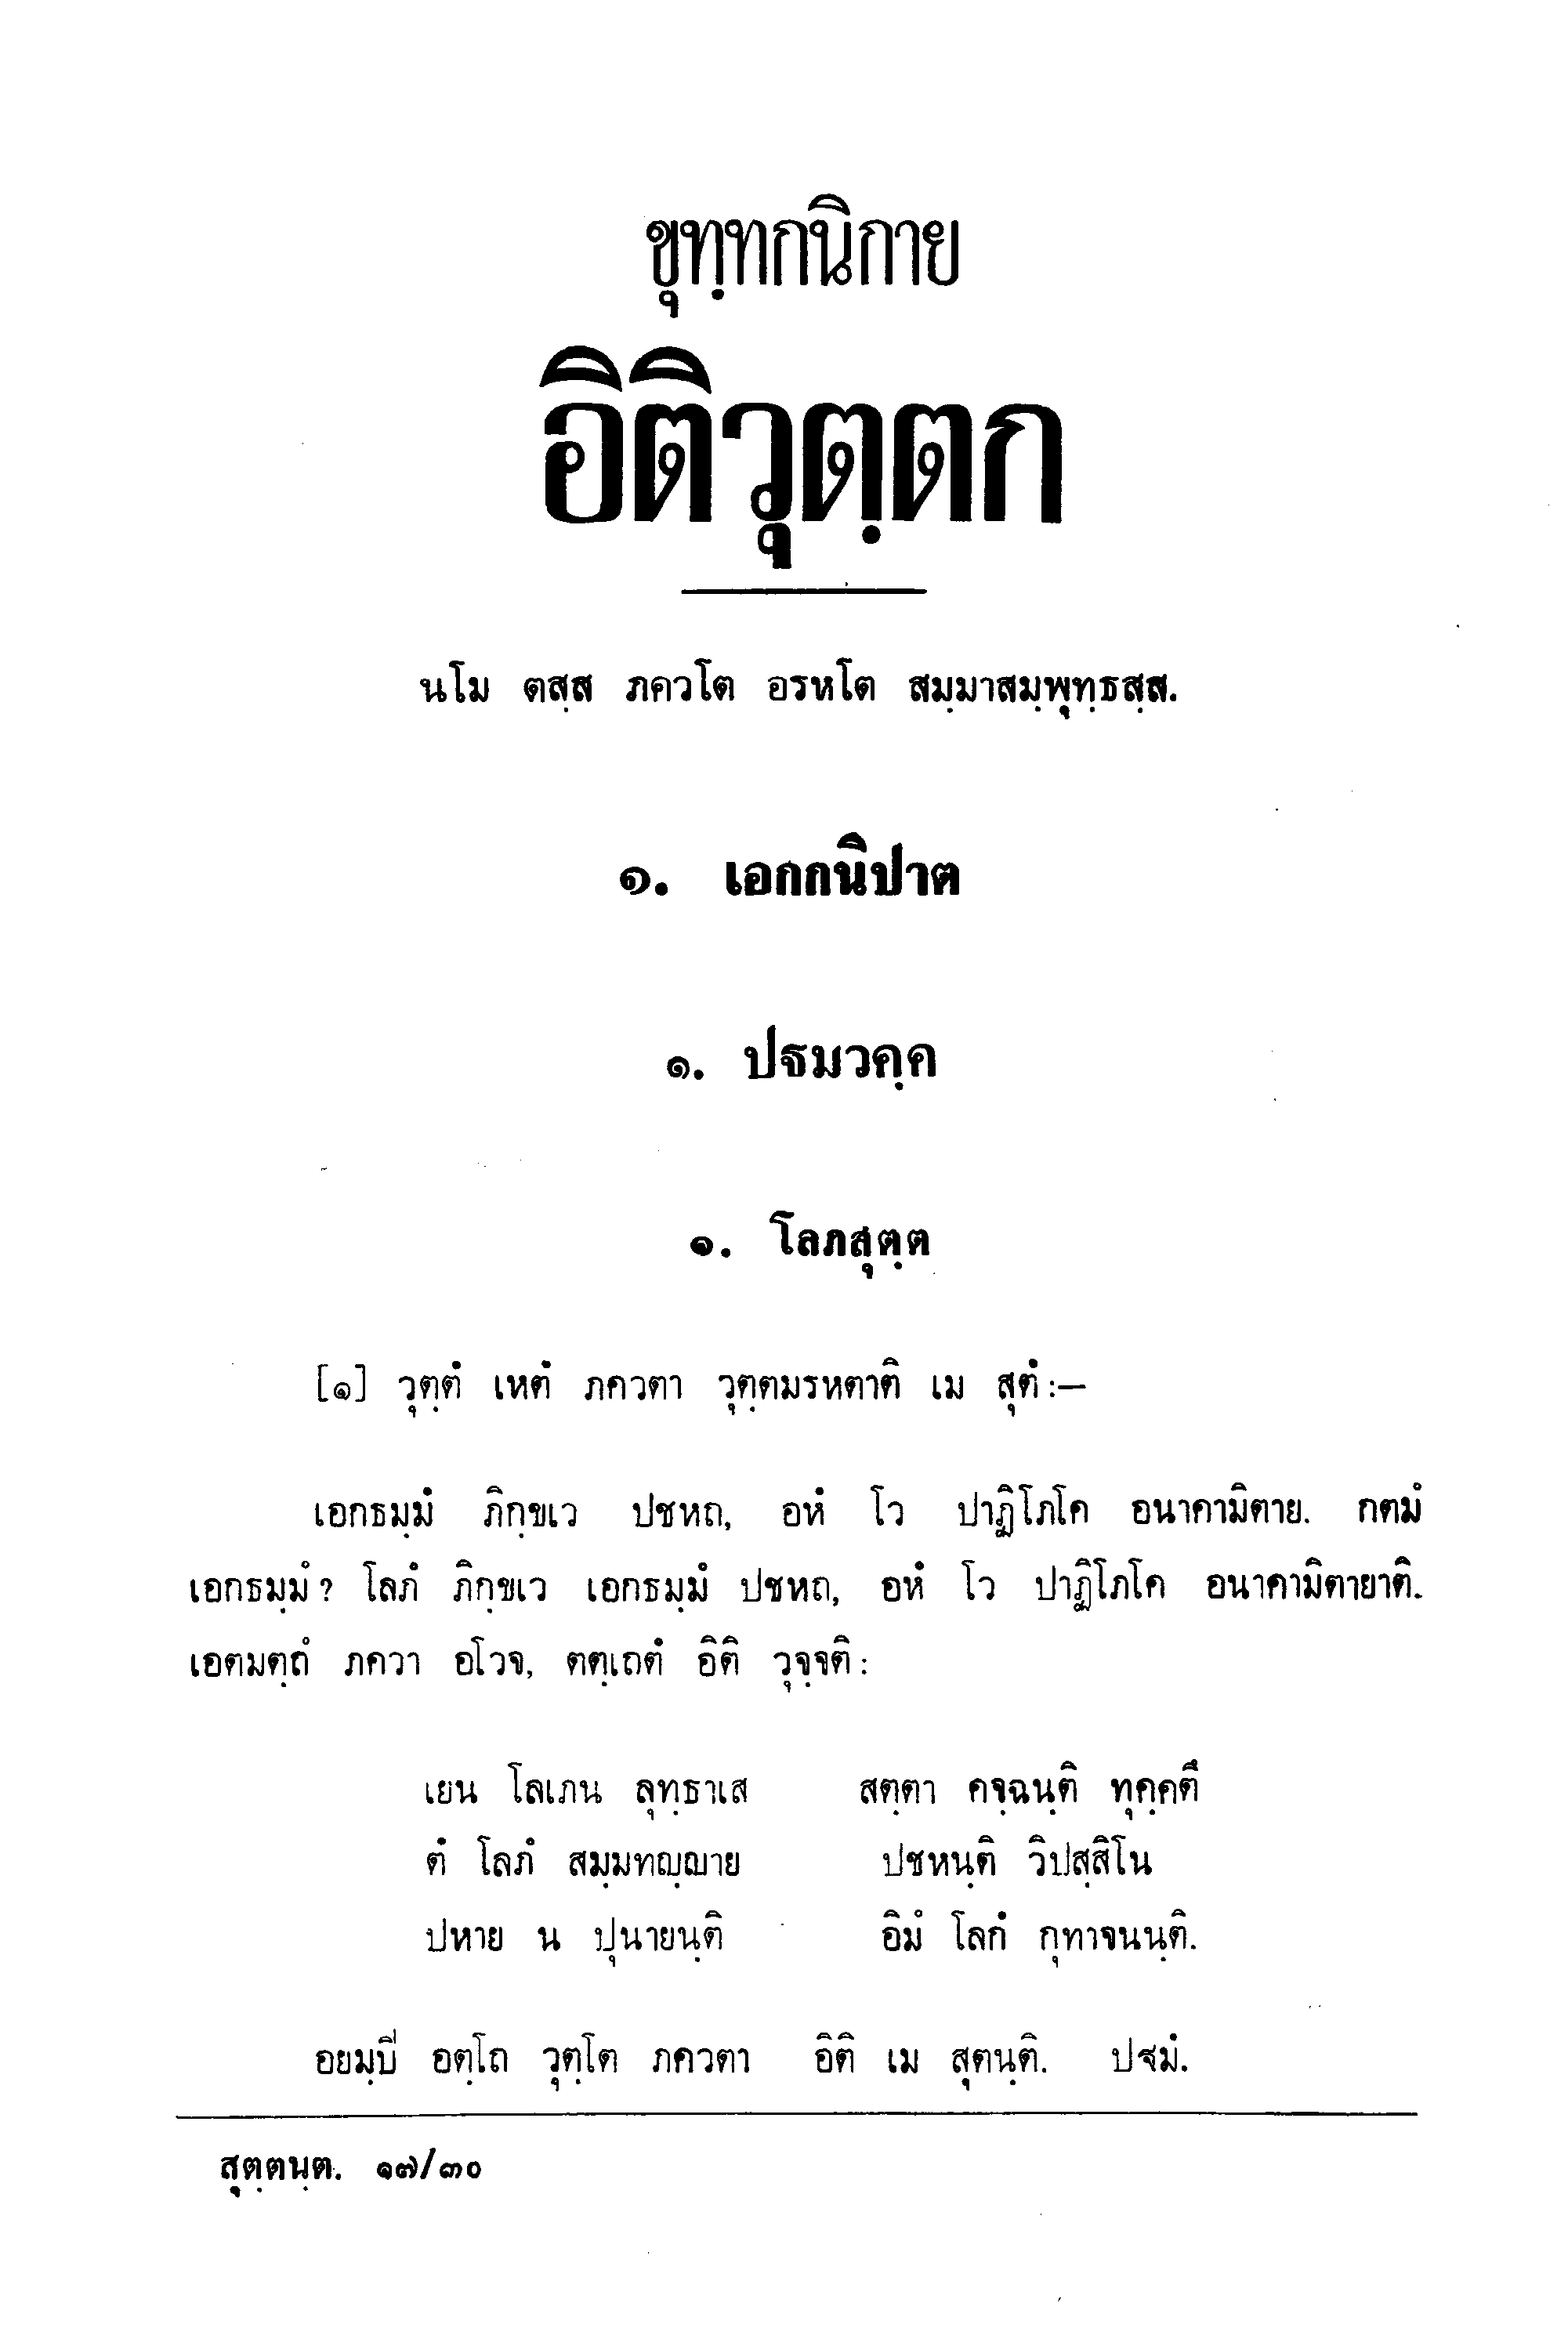 ขุทฺทกนิกาย
อิติวุตฺตก
นโม ตสฺส ภควโต อรหโต สมฺมาสมฺพุทฺธสฺส.
๑. เอกกนิปาต
๑. ปฐมวคฺค
๑. โลภสุตฺต
[๑] วุตฺตํ เหตํ ภควตา วุตฺตมรหตาติ เม สุตํ:—
เอกธมฺมํ ภิกฺขเว ปชหถ, อหํ โว ปาฏิโภโค อนาคามิตาย. กตมํ
เอกธมฺมํ? โลภํ ภิกฺขเว เอกธมฺมํ ปชหถ, อหํ โว ปาฏิโภโค อนาคามิตายาติ.
เอตมตฺถํ ภควา อโวจ, ตตฺเถตํ อิติ วุจฺจติ:
เยน โลเภน ลุทฺธาเส สตฺตา คจฺฉนฺติ ทุคฺคตึ
ตํ โลภํ สมฺมทญฺญาย ปชหนฺติ วิปสฺสิโน
ปหาย น ปุนายนฺติ อิมํ โลกํ กุทาจนนฺติ.
อยมฺปิ อตฺโถ วุตฺโต ภควตา อิติ เม สุตนฺติ. ปฐมํ.
สุตฺตนฺต. ๑๗/๓๐